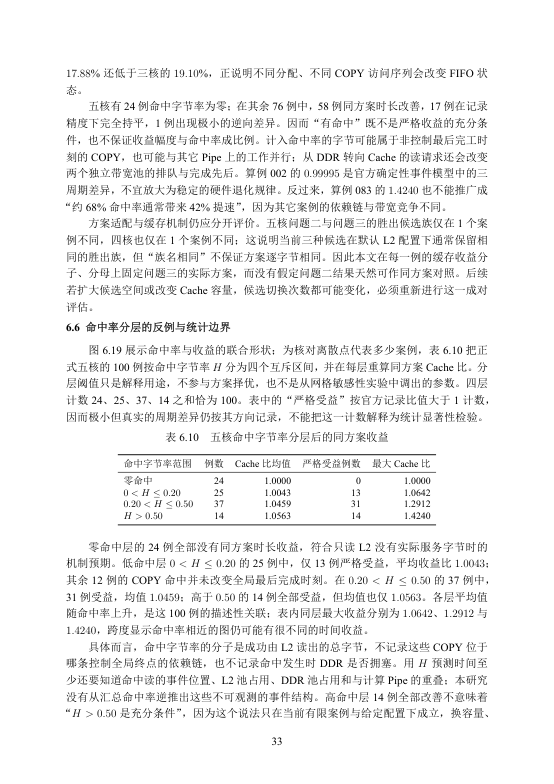 17.88% 还低于三核的 19.10%，正说明不同分配、不同 COPY 访问序列会改变 FIFO 状
态。
五核有 24 例命中字节率为零；在其余 76 例中，58 例同方案时长改善，17 例在记录
精度下完全持平，1 例出现极小的逆向差异。因而“有命中”既不是严格收益的充分条
件，也不保证收益幅度与命中率成比例。计入命中率的字节可能属于非控制最后完工时
刻的 COPY，也可能与其它 Pipe 上的工作并行；从 DDR 转向 Cache 的读请求还会改变
两个独立带宽池的排队与完成先后。算例 002 的 0.99995 是官方确定性事件模型中的三
周期差异，不宜放大为稳定的硬件退化规律。反过来，算例 083 的 1.4240 也不能推广成
“约 68% 命中率通常带来 42% 提速”，因为其它案例的依赖链与带宽竞争不同。
方案适配与缓存机制仍应分开评价。五核问题二与问题三的胜出候选族仅在 1 个案
例不同，四核也仅在 1 个案例不同；这说明当前三种候选在默认 L2 配置下通常保留相
同的胜出族，但“族名相同”不保证方案逐字节相同。因此本文在每一例的缓存收益分
子、分母上固定问题三的实际方案，而没有假定问题二结果天然可作同方案对照。后续
若扩大候选空间或改变 Cache 容量，候选切换次数都可能变化，必须重新进行这一成对
评估。
6.6 命中率分层的反例与统计边界
图 6.19 展示命中率与收益的联合形状；为核对离散点代表多少案例，表 6.10 把正
式五核的 100 例按命中字节率 H 分为四个互斥区间，并在每层重算同方案 Cache 比。分
层阈值只是解释用途，不参与方案择优，也不是从网格敏感性实验中调出的参数。四层
计数 24、25、37、14 之和恰为 100。表中的“严格受益”按官方记录比值大于 1 计数，
因而极小但真实的周期差异仍按其方向记录，不能把这一计数解释为统计显著性检验。
表 6.10 五核命中字节率分层后的同方案收益
命中字节率范围 例数 Cache 比均值 严格受益例数 最大 Cache 比
零命中 24 1.0000 0 1.0000
0 < H ≤ 0.20 25 1.0043 13 1.0642
0.20 < H ≤ 0.50 37 1.0459 31 1.2912
H > 0.50 14 1.0563 14 1.4240
零命中层的 24 例全部没有同方案时长收益，符合只读 L2 没有实际服务字节时的
机制预期。低命中层 0 < H ≤ 0.20 的 25 例中，仅 13 例严格受益，平均收益比 1.0043；
其余 12 例的 COPY 命中并未改变全局最后完成时刻。在 0.20 < H ≤ 0.50 的 37 例中，
31 例受益，均值 1.0459；高于 0.50 的 14 例全部受益，但均值也仅 1.0563。各层平均值
随命中率上升，是这 100 例的描述性关联；表内同层最大收益分别为 1.0642、1.2912 与
1.4240，跨度显示命中率相近的图仍可能有很不同的时间收益。
具体而言，命中字节率的分子是成功由 L2 读出的总字节，不记录这些 COPY 位于
哪条控制全局终点的依赖链，也不记录命中发生时 DDR 是否拥塞。用 H 预测时间至
少还要知道命中读的事件位置、L2 池占用、DDR 池占用和与计算 Pipe 的重叠；本研究
没有从汇总命中率逆推出这些不可观测的事件结构。高命中层 14 例全部改善不意味着
“H > 0.50 是充分条件”，因为这个说法只在当前有限案例与给定配置下成立，换容量、
33